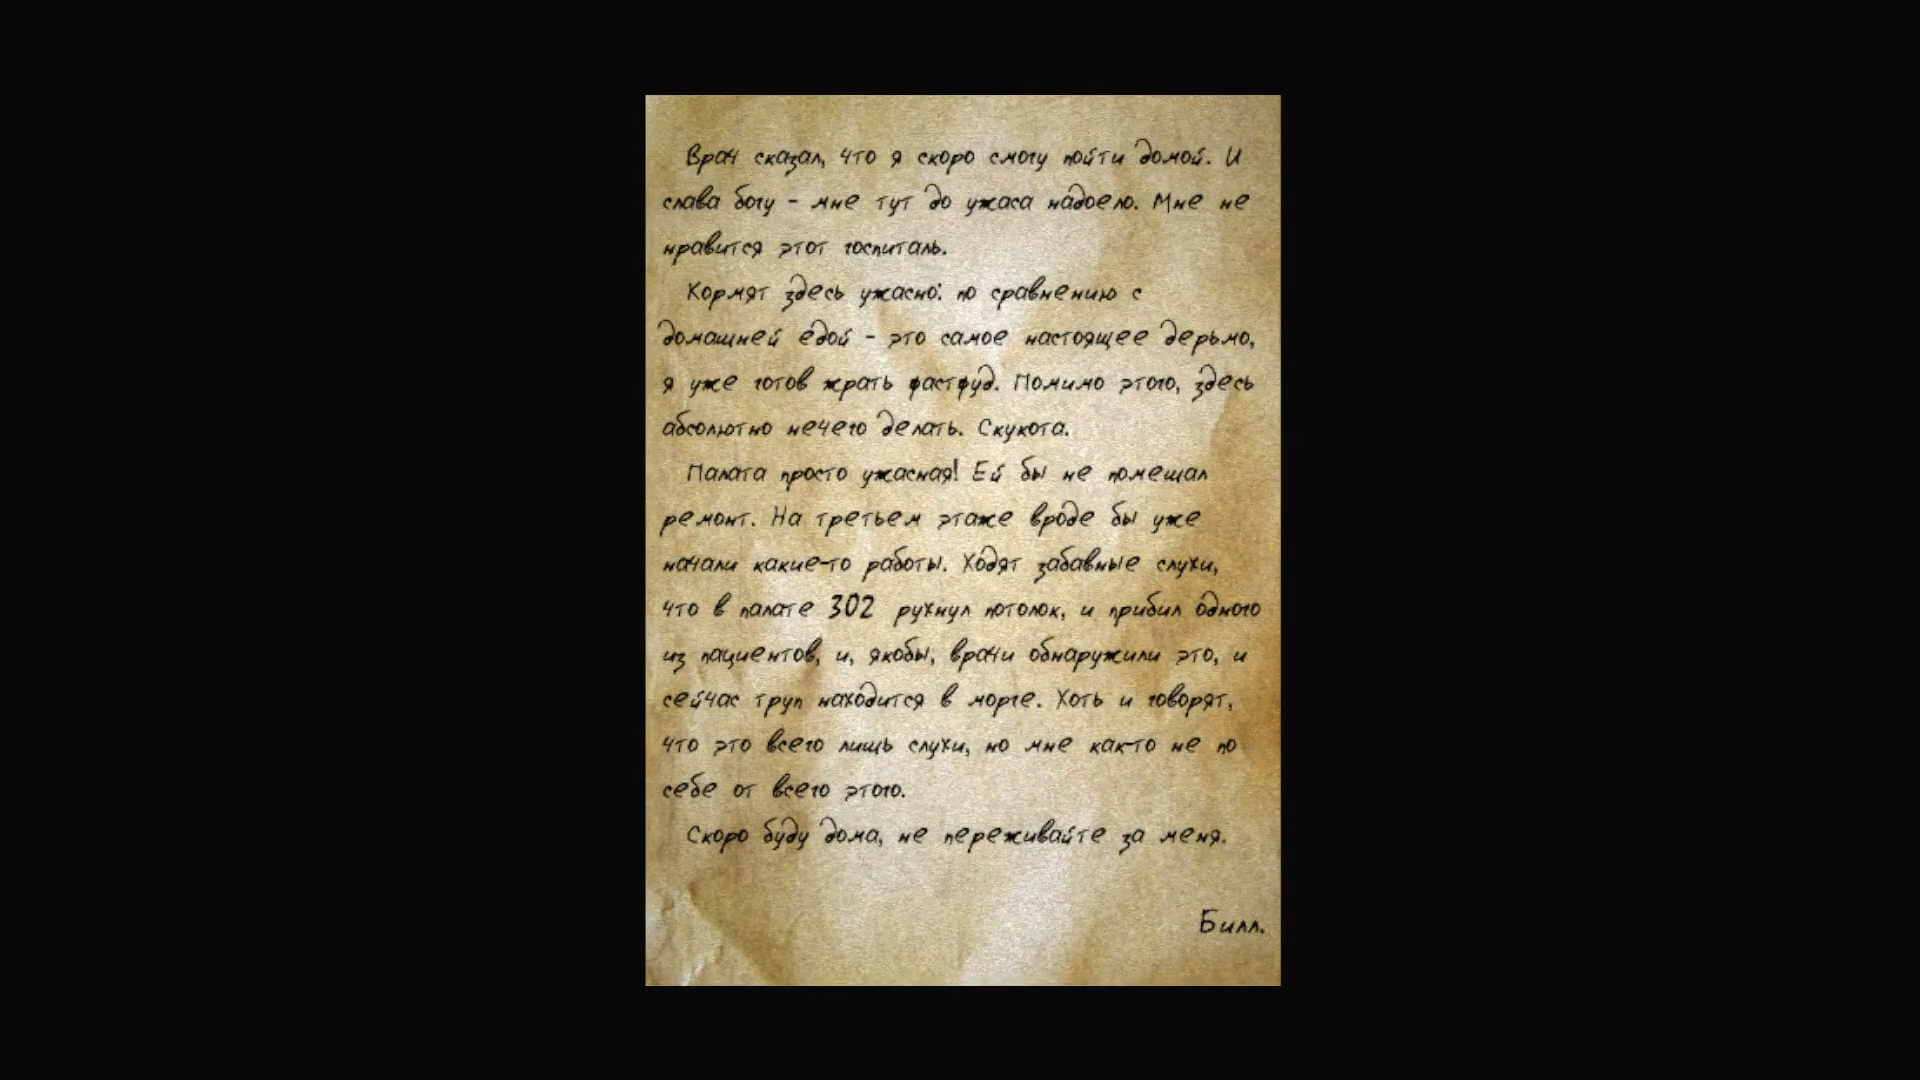 Врач сказал, что я скоро смогу пойти домой. И
слава богу - мне тут до ужаса надоело. Мне не
нравится этот госпиталь.
Кормят здесь ужасно: по сравнению с
домашней едой - это самое настоящее дерьмо,
я уже готов жрать фастфуд. Помимо этого, здесь
абсолютно нечего делать. Скукота.
Палата просто ужасная! Ей бы не помешал
ремонт. На третьем этаже вроде бы уже
начали какие-то работы. Ходят забавные слухи,
что в палате 302 рухнул потолок, и прибил одного
из пациентов, и, якобы, врачи обнаружили это, и
сейчас труп находится в морге. Хоть и говорят,
что это всего лишь слухи, но мне как-то не по
себе от всего этого.
Скоро буду дома, не переживайте за меня.
Билл.